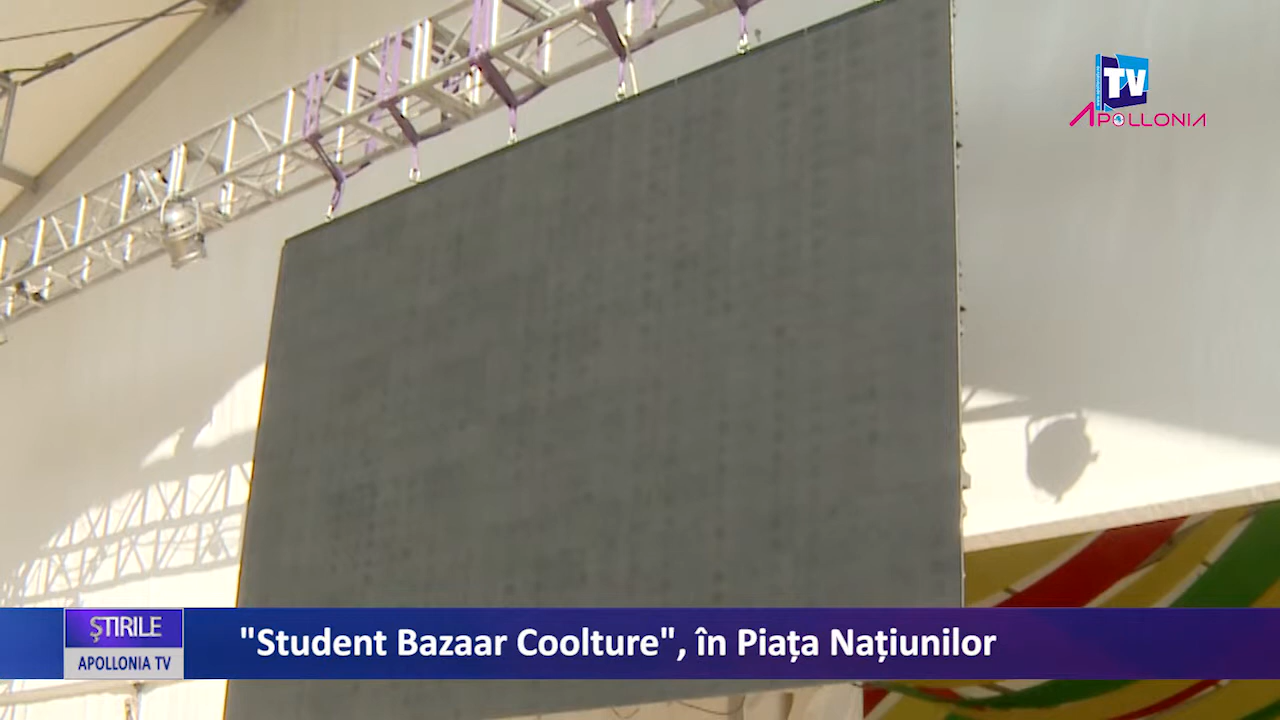 TV
APOLLONIA
ŞTIRILE
APOLLONIA TV
"Student Bazaar Coolture", în Piața Națiunilor